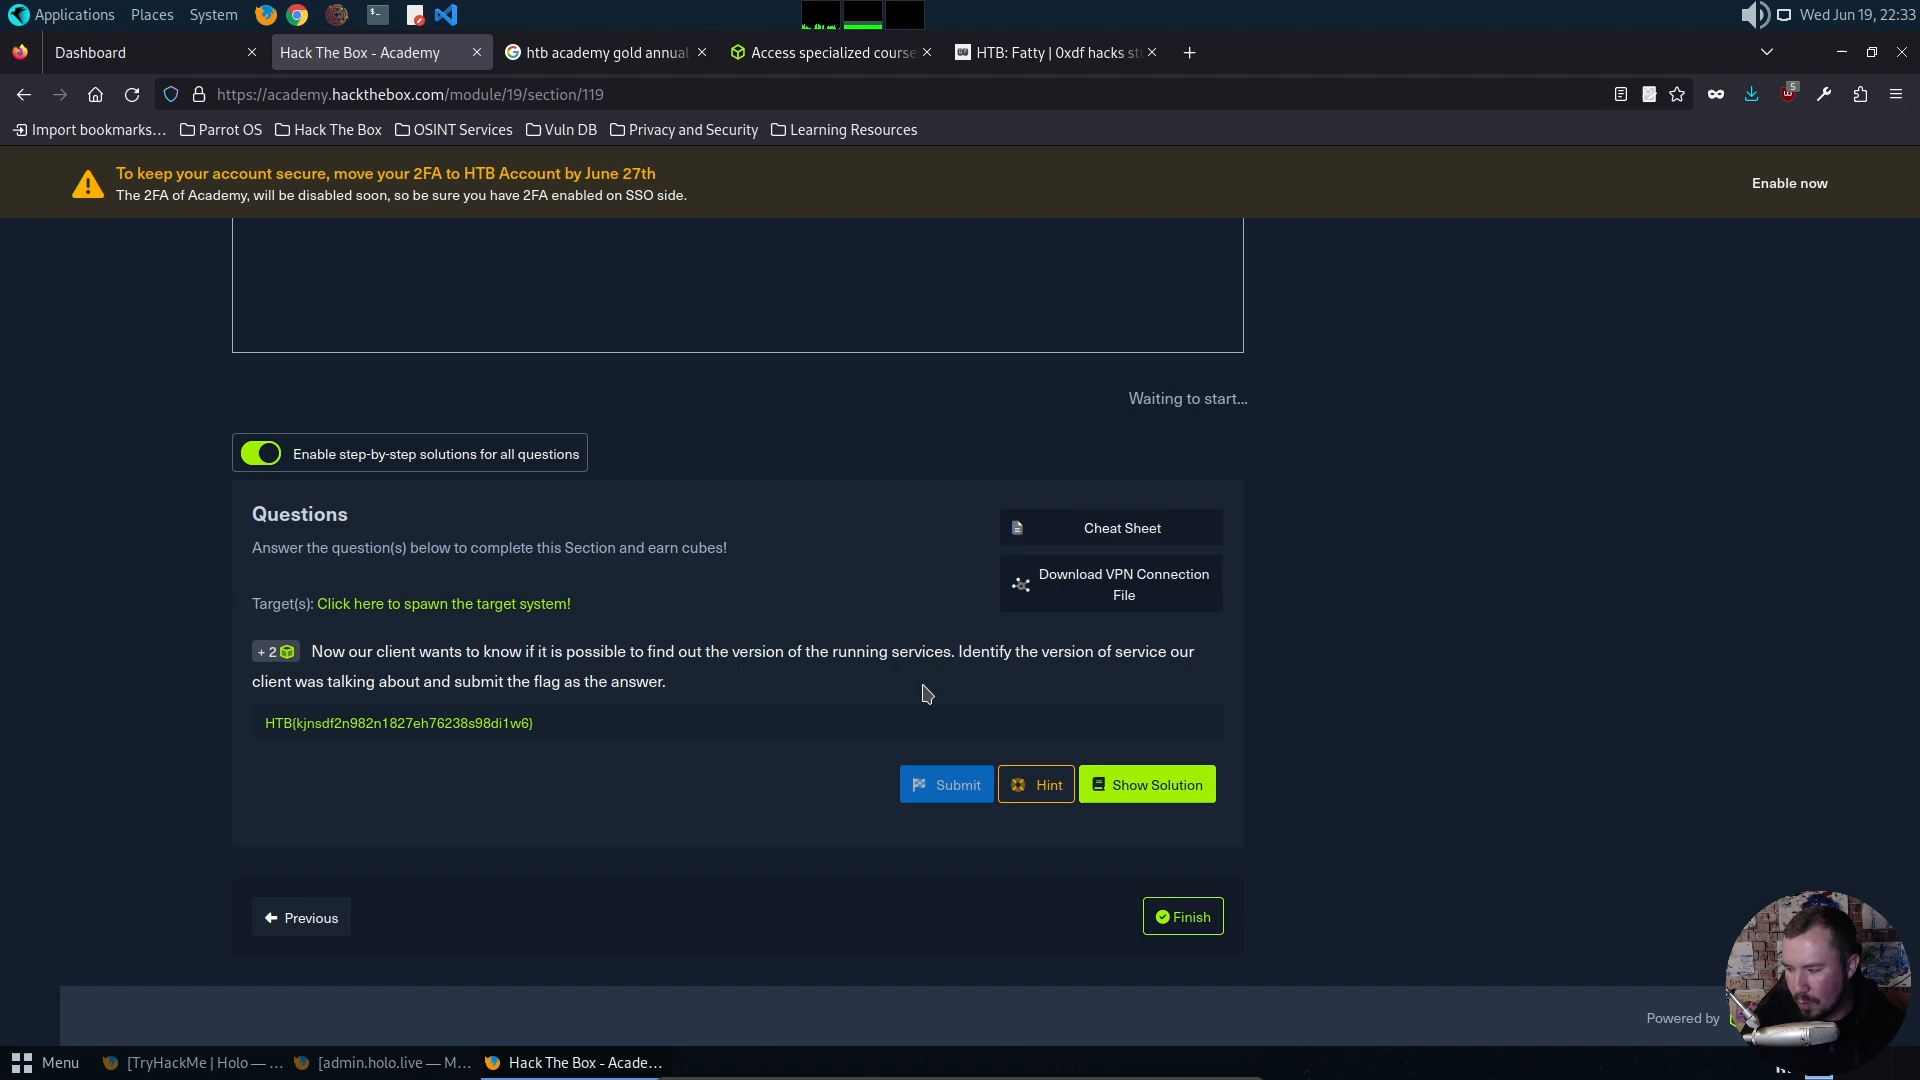 Applications Places System
Wed Jun 19, 22:33
Dashboard
Hack The Box - Academy
htb academy gold annual
Access specialized course
HTB: Fatty | 0xdf hacks stu
https://academy.hackthebox.com/module/19/section/119
5
Import bookmarks… Parrot OS Hack The Box OSINT Services Vuln DB Privacy and Security Learning Resources
To keep your account secure, move your 2FA to HTB Account by June 27th
The 2FA of Academy, will be disabled soon, so be sure you have 2FA enabled on SSO side.
Enable now
Waiting to start...
Enable step-by-step solutions for all questions
Questions
Answer the question(s) below to complete this Section and earn cubes!
Cheat Sheet
Download VPN Connection
File
Target(s): Click here to spawn the target system!
+ 2 Now our client wants to know if it is possible to find out the version of the running services. Identify the version of service our
client was talking about and submit the flag as the answer.
HTB{kjnsdf2n982n1827eh76238s98di1w6}
Submit Hint Show Solution
Previous
Finish
Powered by
Menu [TryHackMe | Holo — ... [admin.holo.live — M... Hack The Box - Acade...